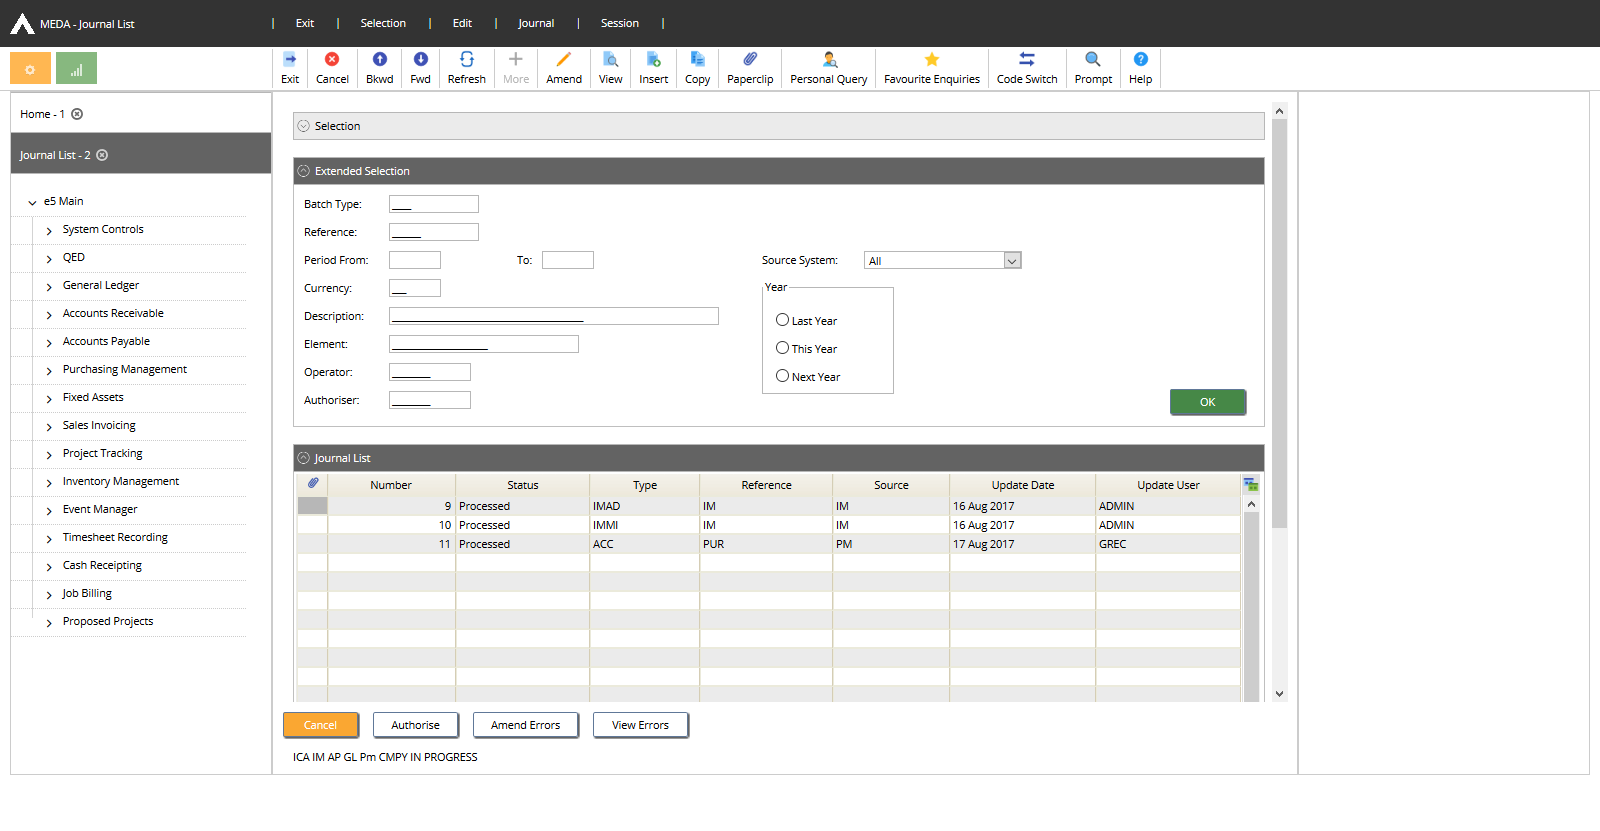 MEDA - Journal List
Exit
Selection
Edit
Journal
Session
Exit
Cancel
Bkwd
Fwd
Refresh
More
Amend
View
Insert
Copy
Paperclip
Personal Query
Favourite Enquiries
Code Switch
Prompt
Help
Home - 1
Journal List - 2
e5 Main
System Controls
QED
General Ledger
Accounts Receivable
Accounts Payable
Purchasing Management
Fixed Assets
Sales Invoicing
Project Tracking
Inventory Management
Event Manager
Timesheet Recording
Cash Receipting
Job Billing
Proposed Projects
Selection
Extended Selection
Batch Type:
Reference:
Period From: To:
Currency:
Description:
Element:
Operator:
Authoriser:
Source System: All
Year
Last Year
This Year
Next Year
OK
Journal List
Number Status Type Reference Source Update Date Update User
9 Processed IMAD IM IM 16 Aug 2017 ADMIN
10 Processed IMMI IM IM 16 Aug 2017 ADMIN
11 Processed ACC PUR PM 17 Aug 2017 GREC
Cancel
Authorise
Amend Errors
View Errors
ICA IM AP GL Pm CMPY IN PROGRESS